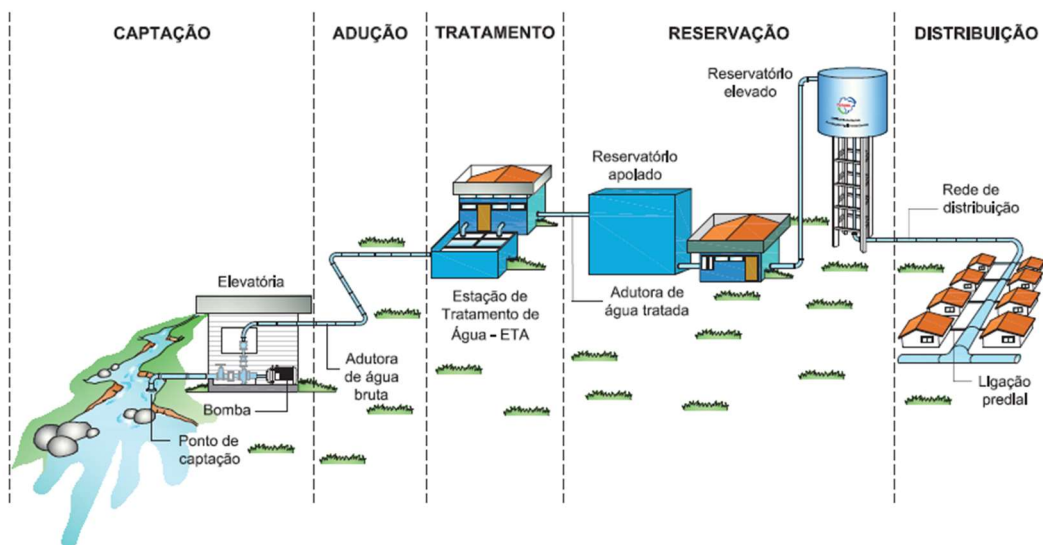 CAPTAÇÃO
ADUÇÃO
TRATAMENTO
RESERVAÇÃO
DISTRIBUIÇÃO
Reservatório
elevado
Reservatório
apoiado
Rede de
distribuição
Elevatória
Estação de
Tratamento de
Água – ETA
Adutora de
água tratada
Adutora
de água
bruta
Bomba
Ponto de
captação
Ligação
predial